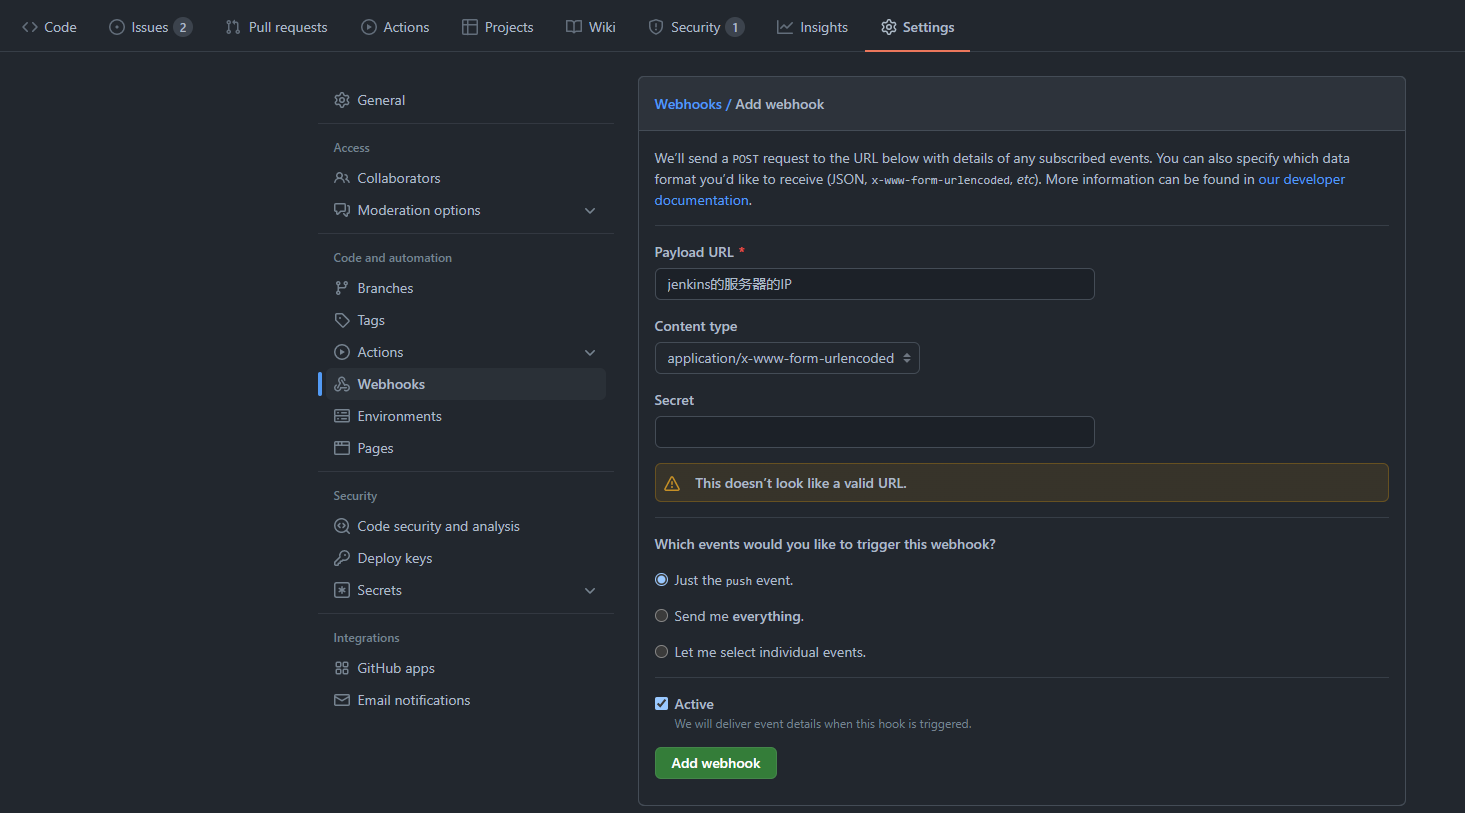 Code Issues 2 Pull requests Actions Projects Wiki Security 1 Insights Settings
General
Access
Collaborators
Moderation options
Code and automation
Branches
Tags
Actions
Webhooks
Environments
Pages
Security
Code security and analysis
Deploy keys
Secrets
Integrations
GitHub apps
Email notifications
Webhooks / Add webhook
We'll send a POST request to the URL below with details of any subscribed events. You can also specify which data
format you'd like to receive (JSON, x-www-form-urlencoded, etc). More information can be found in our developer
documentation.
Payload URL *
jenkins的服务器的IP
Content type
application/x-www-form-urlencoded
Secret
This doesn't look like a valid URL.
Which events would you like to trigger this webhook?
Just the push event.
Send me everything.
Let me select individual events.
Active
We will deliver event details when this hook is triggered.
Add webhook